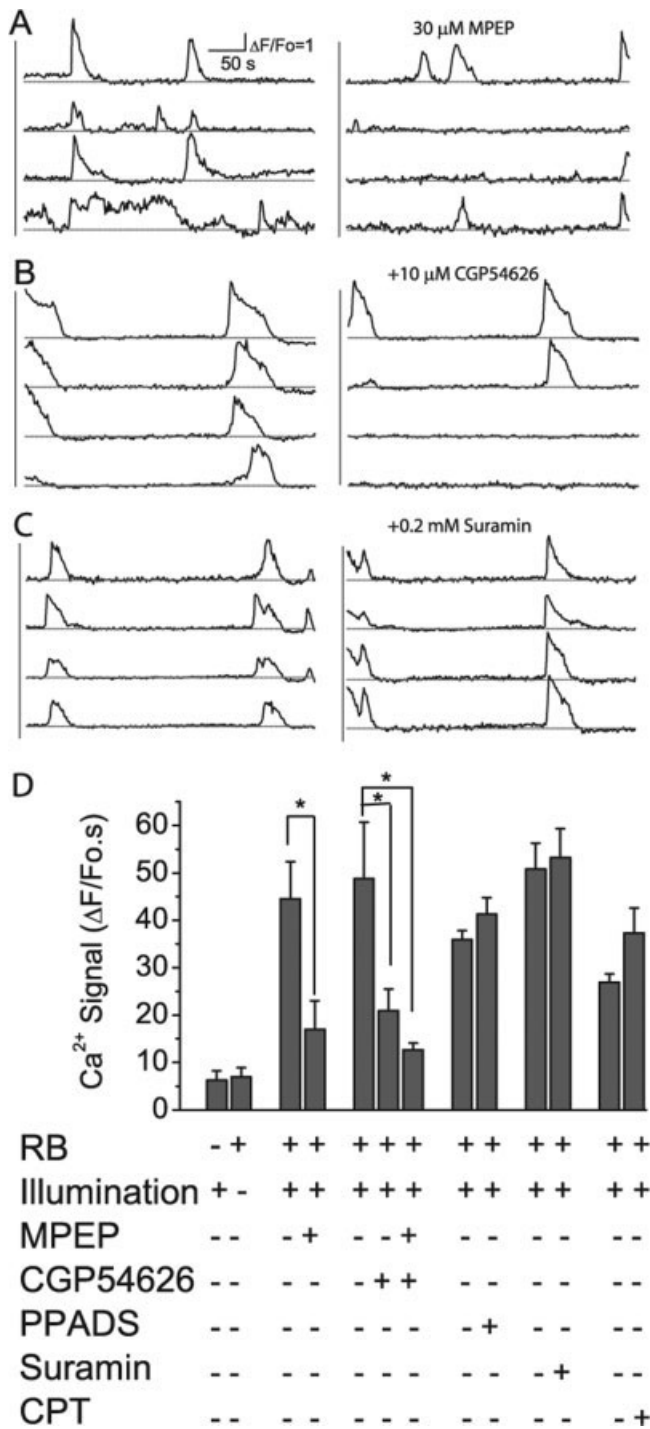 A
ΔF/Fo=1
50 s
30 μM MPEP
B
+10 μM CGP54626
C
+0.2 mM Suramin
D
Ca²⁺ Signal (ΔF/Fo.s)
60
50
40
30
20
10
0
*
*
*
RB - + + + + + + + + + + + +
Illumination + - + + + + + + + + + + +
MPEP - - - + - - + - - - - - -
CGP54626 - - - - - + + - - - - - -
PPADS - - - - - - - - + - - - -
Suramin - - - - - - - - - - + - -
CPT - - - - - - - - - - - - +